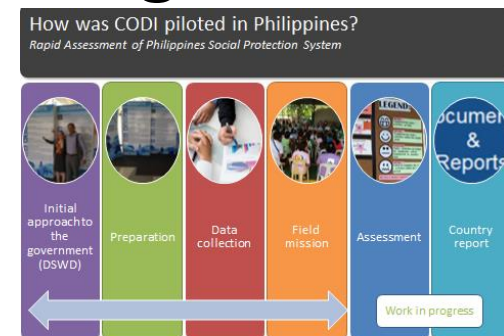 How was CODI piloted in Philippines?
Rapid Assessment of Philippines Social Protection System
LEGEND
ocumen
&
Reports
Initial
approachto
the
government
(DSWD)
Preparation
Data
collection
Field
mission
Assessment
Country
report
Work in progress